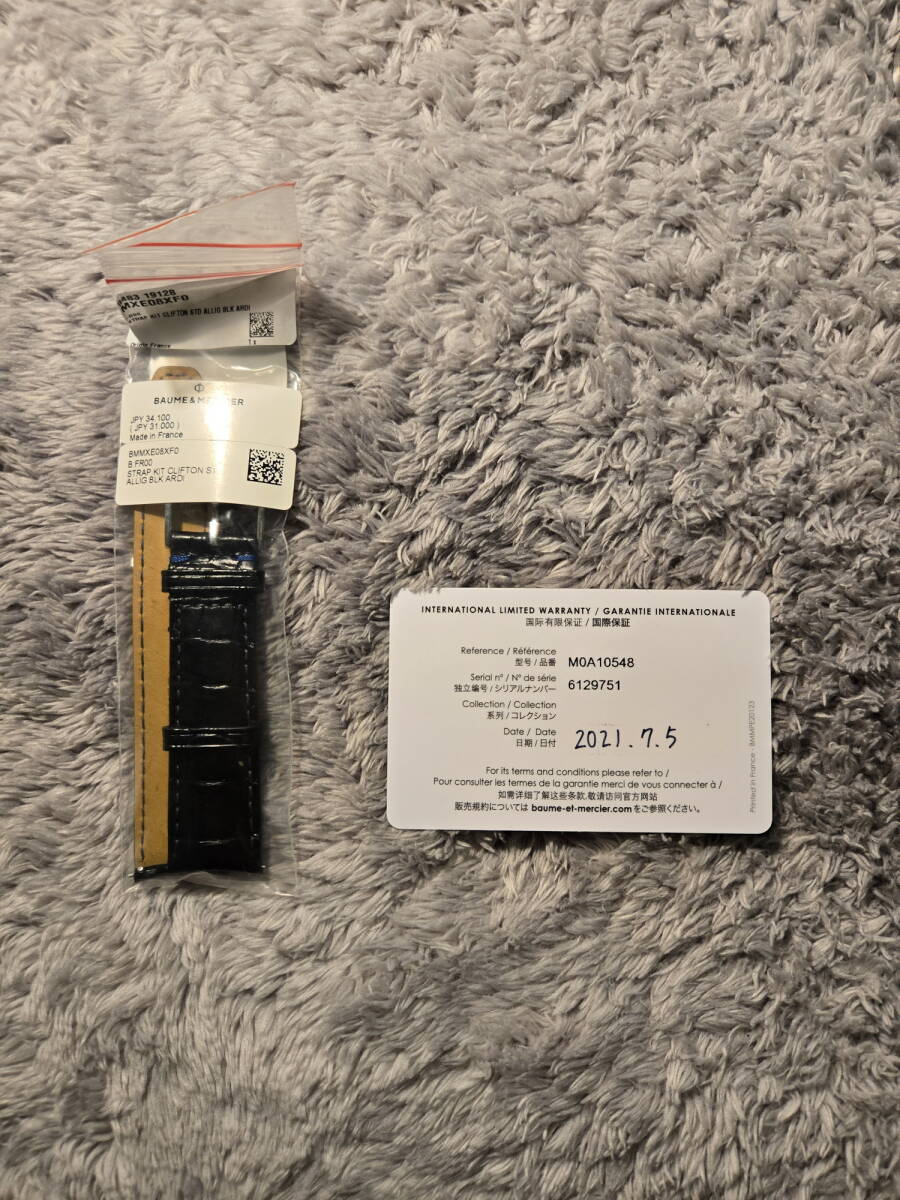 19128
MXE08XF0
STRAP KIT CLIFTON STD ALLIG BLK ARDI
France
BAUME & MERCIER
JPY 34,100
( JPY 31,000 )
Made in France
BMMXE08XF0
B FR00
STRAP KIT CLIFTON S
ALLIG BLK ARDI
INTERNATIONAL LIMITED WARRANTY / GARANTIE INTERNATIONALE
国际有限保证 / 国際保証
Reference / Référence
型号 / 品番 M0A10548
Serial nº / Nº de série
独立编号 / シリアルナンバー 6129751
Collection / Collection
系列 / コレクション
Date / Date
日期 / 日付 2021.7.5
For its terms and conditions please refer to /
Pour consulter les termes de la garantie merci de vous connecter à /
如需详细了解这些条款,敬请访问官方网站
販売規約については baume-et-mercier.com をご参照ください。
Printed in France - BMMPE20123